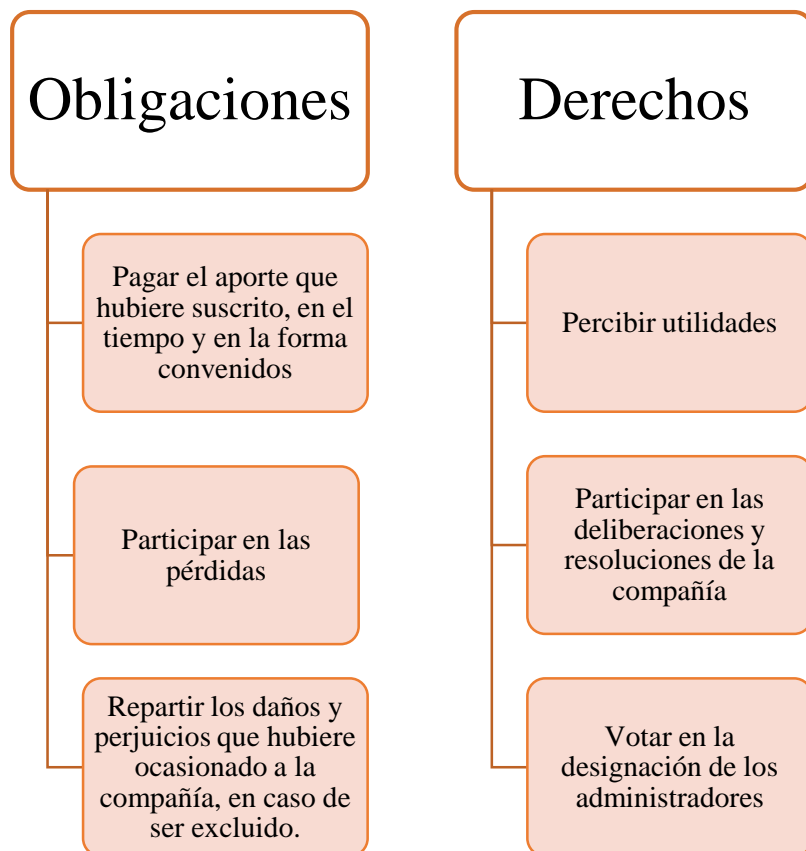 Obligaciones
Pagar el aporte que
hubiere suscrito, en el
tiempo y en la forma
convenidos
Participar en las
pérdidas
Repartir los daños y
perjuicios que hubiere
ocasionado a la
compañía, en caso de
ser excluido.
Derechos
Percibir utilidades
Participar en las
deliberaciones y
resoluciones de la
compañía
Votar en la
designación de los
administradores